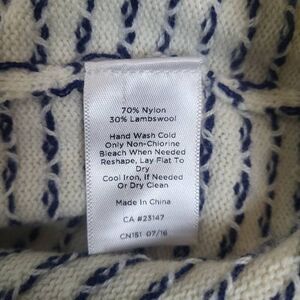 70% Nylon
30% Lambswool
Hand Wash Cold
Only Non-Chlorine
Bleach When Needed
Reshape, Lay Flat To
Dry
Cool Iron, if Needed
Or Dry Clean
Made In China
CA #23147
CN151 07/16